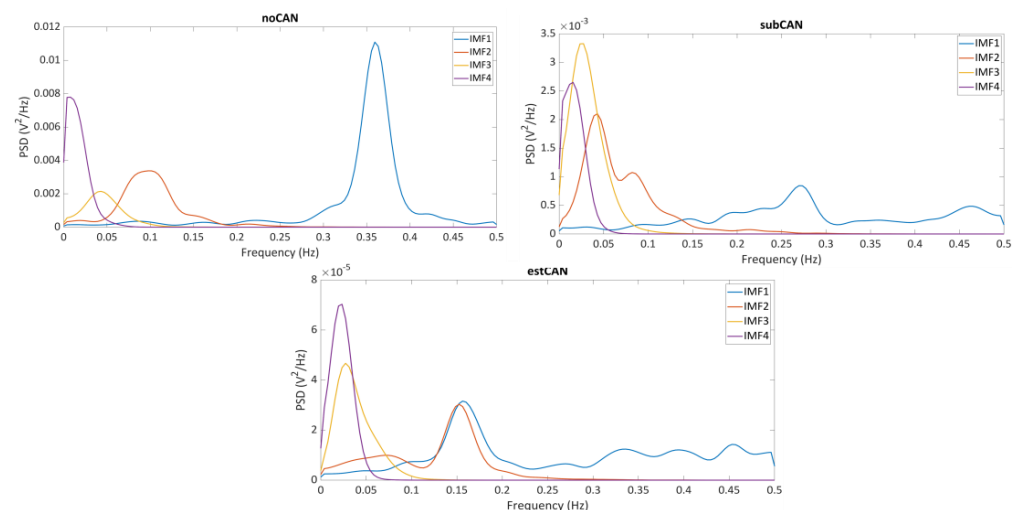 noCAN
0.012
0.01
0.008
0.006
0.004
0.002
0
PSD (V²/Hz)
0 0.05 0.1 0.15 0.2 0.25 0.3 0.35 0.4 0.45 0.5
Frequency (Hz)
IMF1
IMF2
IMF3
IMF4
subCAN
×10⁻³
3.5
3
2.5
2
1.5
1
0.5
0
PSD (V²/Hz)
0 0.05 0.1 0.15 0.2 0.25 0.3 0.35 0.4 0.45 0.5
Frequency (Hz)
IMF1
IMF2
IMF3
IMF4
estCAN
×10⁻⁵
8
6
4
2
0
PSD (V²/Hz)
0 0.05 0.1 0.15 0.2 0.25 0.3 0.35 0.4 0.45 0.5
Frequency (Hz)
IMF1
IMF2
IMF3
IMF4